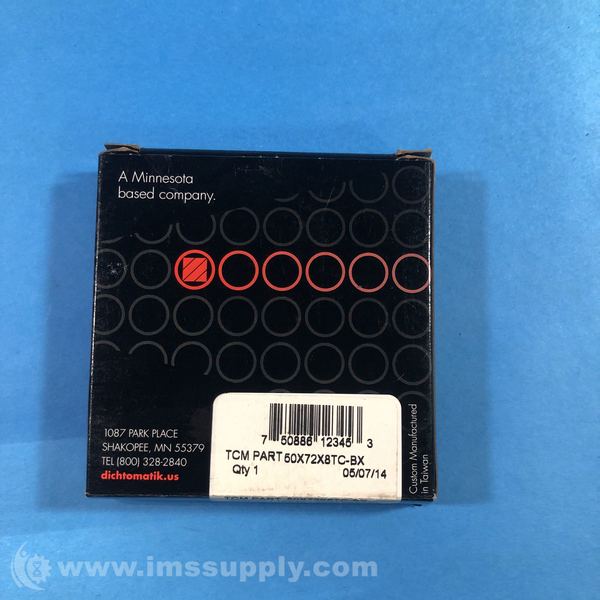 A Minnesota
based company.
1087 PARK PLACE
SHAKOPEE, MN 55379
TEL (800) 328-2840
dichtomatik.us
7 50886 12345 3
TCM PART 50X72X8TC-BX
Qty 1 05/07/14
Custom Manufactured
in Taiwan
www.imssupply.com